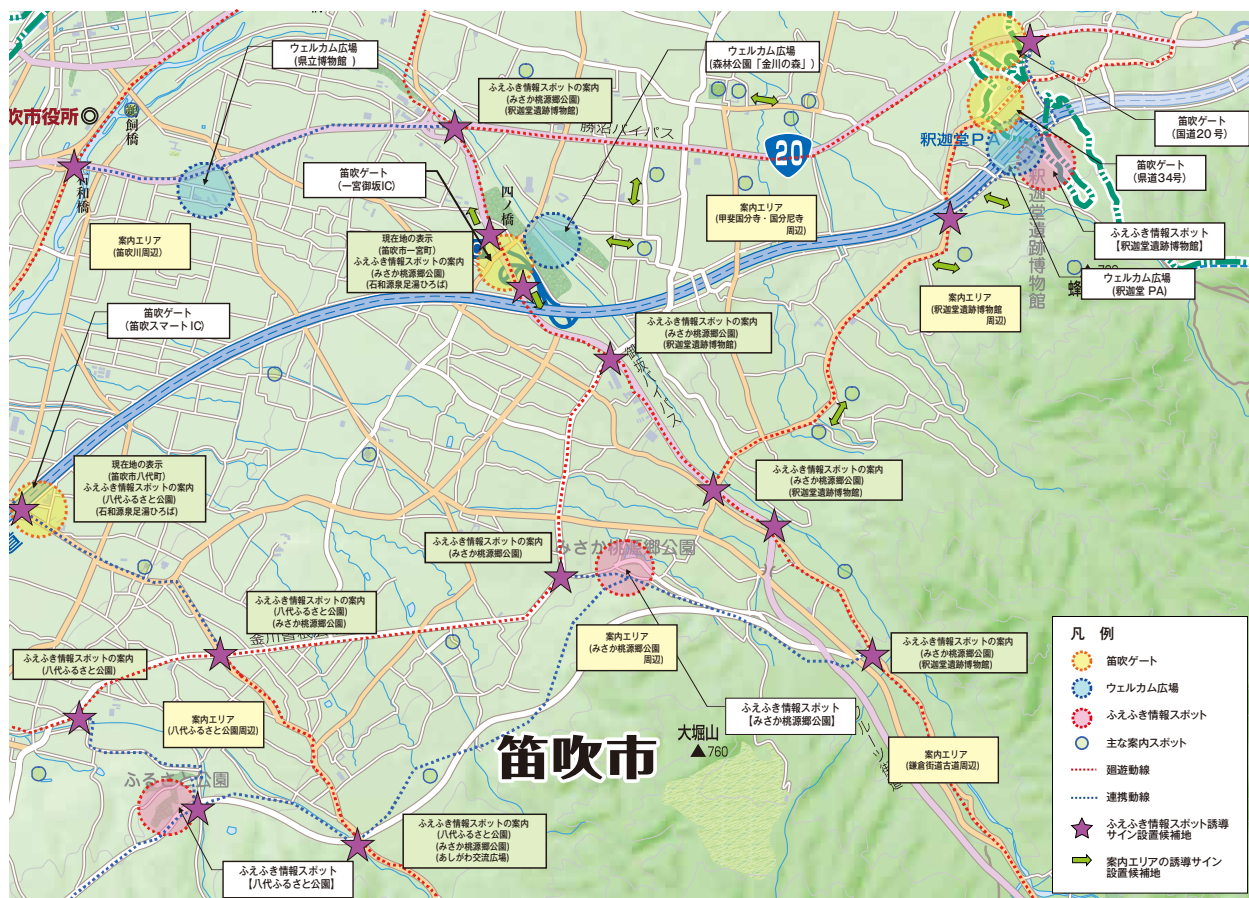 ウェルカム広場
(県立博物館 )
ウェルカム広場
(森林公園「金川の森」)
ふえふき情報スポットの案内
(みさか桃源郷公園)
(釈迦堂遺跡博物館)
吹市役所
鵜飼橋
勝沼バイパス
20
釈迦堂PA
笛吹ゲート
(国道20号)
笛吹ゲート
(県道34号)
笛吹ゲート
(一宮御坂IC)
四ノ橋
案内エリア
(甲斐国分寺・国分尼寺
周辺)
釈迦堂遺跡博物館
ふえふき情報スポット
【釈迦堂遺跡博物館】
案内エリア
(笛吹川周辺)
現在地の表示
(笛吹市一宮町)
ふえふき情報スポットの案内
(みさか桃源郷公園)
(石和源泉足湯ひろば)
ウェルカム広場
(釈迦堂 PA)
案内エリア
(釈迦堂遺跡博物館
周辺)
笛吹ゲート
(笛吹スマートIC)
ふえふき情報スポットの案内
(みさか桃源郷公園)
(釈迦堂遺跡博物館)
御坂バイパス
現在地の表示
(笛吹市八代町)
ふえふき情報スポットの案内
(八代ふるさと公園)
(石和源泉足湯ひろば)
ふえふき情報スポットの案内
(みさか桃源郷公園)
(釈迦堂遺跡博物館)
ふえふき情報スポットの案内
(みさか桃源郷公園)
みさか桃源郷公園
ふえふき情報スポットの案内
(八代ふるさと公園)
(みさか桃源郷公園)
案内エリア
(みさか桃源郷公園
周辺)
ふえふき情報スポットの案内
(みさか桃源郷公園)
(釈迦堂遺跡博物館)
ふえふき情報スポットの案内
(八代ふるさと公園)
案内エリア
(八代ふるさと公園周辺)
ふえふき情報スポット
【みさか桃源郷公園】
大堀山
▲760
笛吹市
案内エリア
(鎌倉街道古道周辺)
ふるさと公園
ふえふき情報スポットの案内
(八代ふるさと公園)
(みさか桃源郷公園)
(あしがわ交流広場)
ふえふき情報スポット
【八代ふるさと公園】
凡 例
笛吹ゲート
ウェルカム広場
ふえふき情報スポット
主な案内スポット
廻遊動線
連携動線
ふえふき情報スポット誘導
サイン設置候補地
案内エリアの誘導サイン
設置候補地